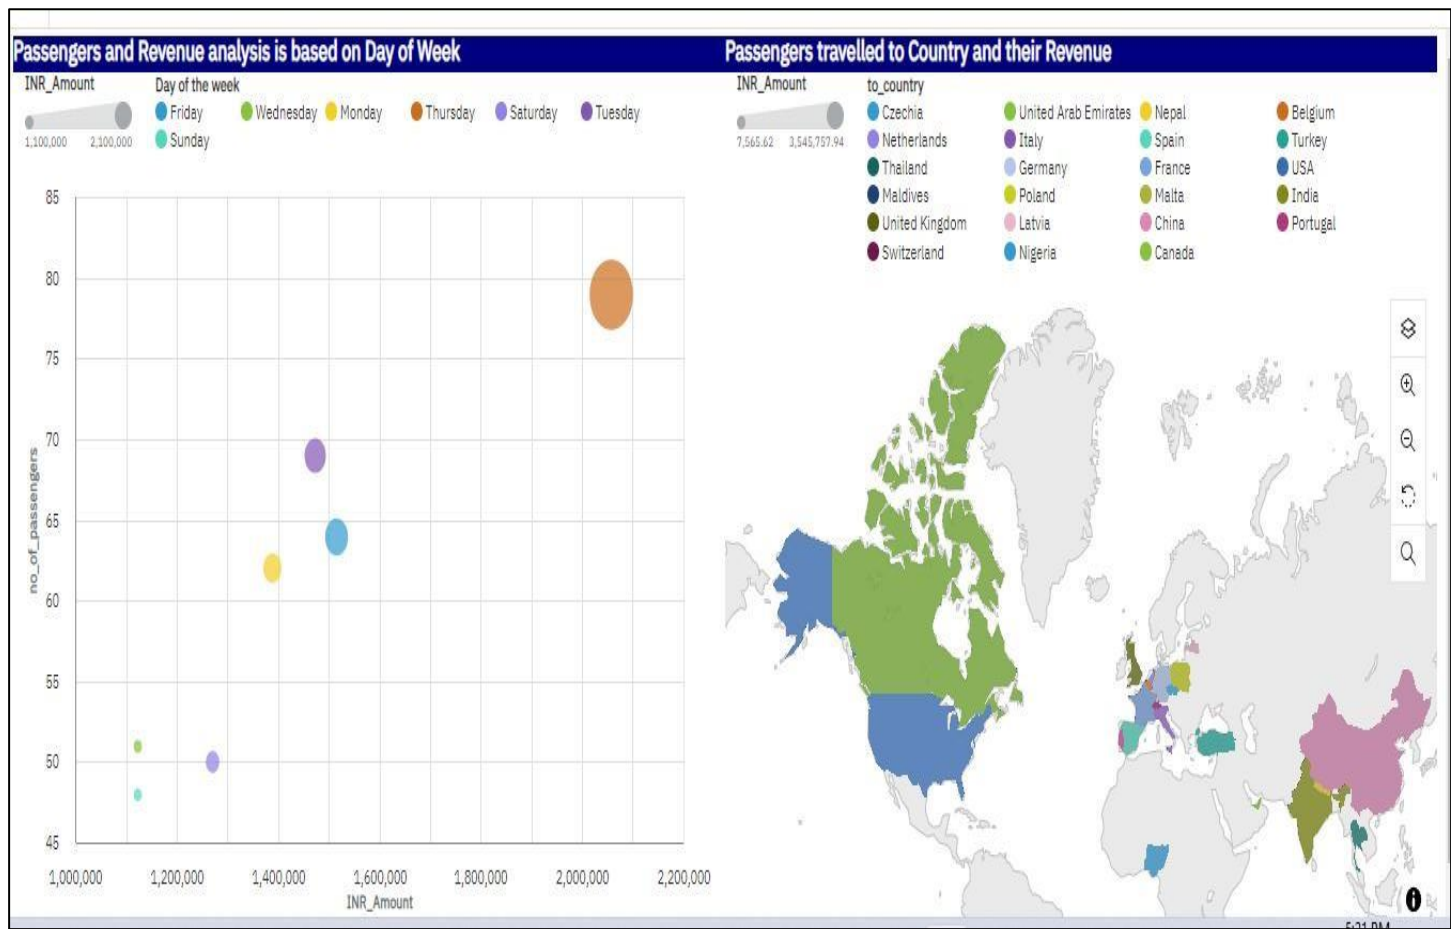 Passengers and Revenue analysis is based on Day of Week
INR_Amount
1,100,000 2,100,000
Day of the week
Friday Wednesday Monday Thursday Saturday Tuesday
Sunday
85
80
75
70
65
60
55
50
45
no_of_passengers
1,000,000 1,200,000 1,400,000 1,600,000 1,800,000 2,000,000 2,200,000
INR_Amount
Passengers travelled to Country and their Revenue
INR_Amount
7,565.62 3,545,757.94
to_country
Czechia United Arab Emirates Nepal Belgium
Netherlands Italy Spain Turkey
Thailand Germany France USA
Maldives Poland Malta India
United Kingdom Latvia China Portugal
Switzerland Nigeria Canada